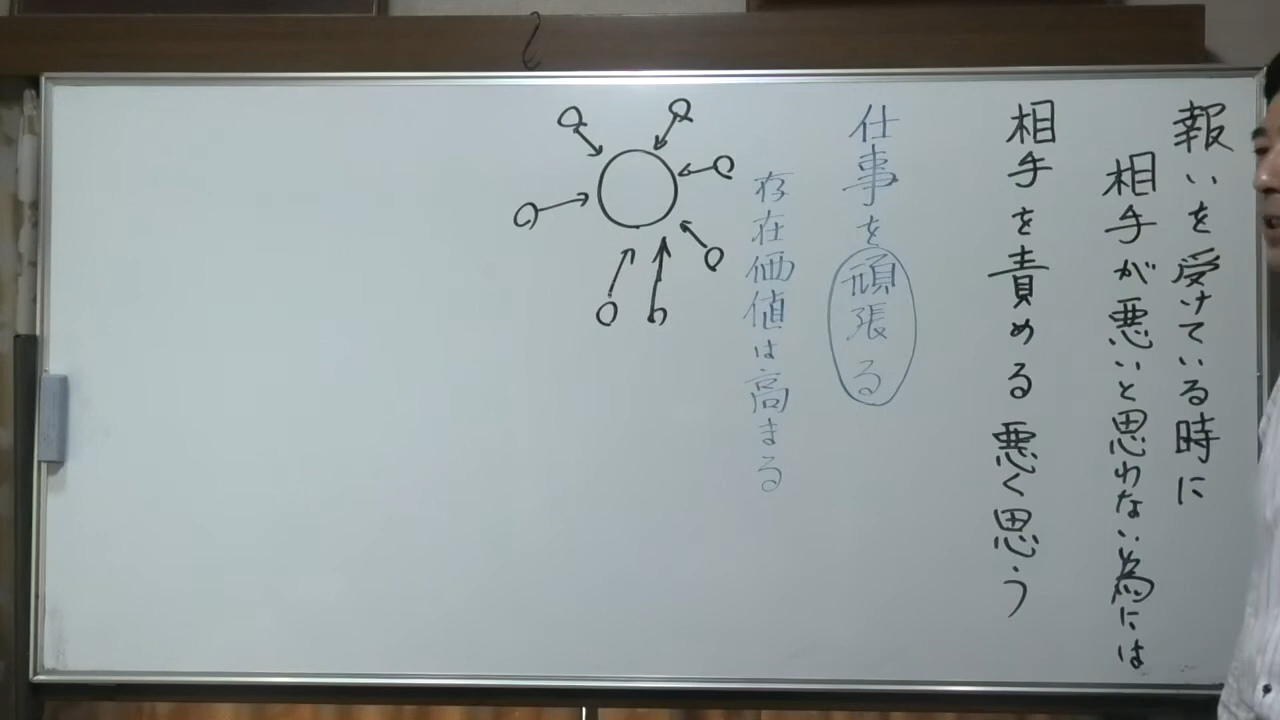 報いを受けている時に
相手が悪いと思わない為には
相手を責める悪く思う
仕事を頑張る
存在価値は高まる